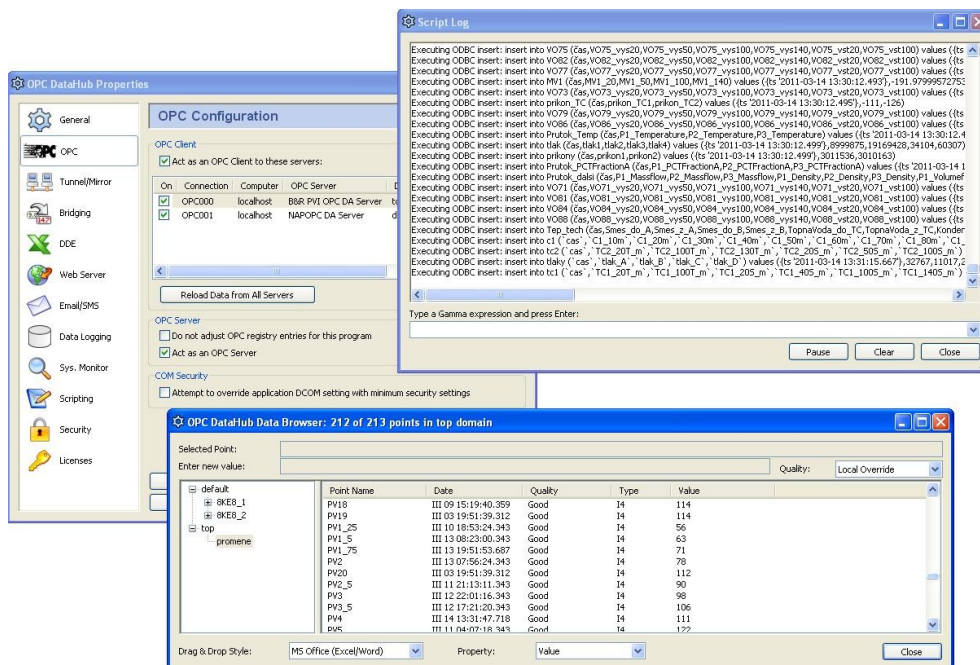 Script Log
Executing ODBC insert: insert into VO75 (čas,VO75_vys20,VO75_vys50,VO75_vys100,VO75_vys140,VO75_vst20,VO75_vst100) values ({ts
Executing ODBC insert: insert into VO82 (čas,VO82_vys20,VO82_vys50,VO82_vys100,VO82_vys140,VO82_vst20,VO82_vst100) values ({ts
Executing ODBC insert: insert into VO77 (čas,VO77_vys20,VO77_vys50,VO77_vys100,VO77_vys140,VO77_vst20,VO77_vst100) values ({ts
Executing ODBC insert: insert into MV1 (čas,MV1_20,MV1_50,MV1_100,MV1_140) values ({ts '2011-03-14 13:30:12.493'},-191.97999572753
Executing ODBC insert: insert into VO73 (čas,VO73_vys20,VO73_vys50,VO73_vys100,VO73_vys140,VO73_vst20,VO73_vst100) values ({ts
Executing ODBC insert: insert into prikon_TC (čas,prikon_TC1,prikon_TC2) values ({ts '2011-03-14 13:30:12.495'},-111,-126)
Executing ODBC insert: insert into VO79 (čas,VO79_vys20,VO79_vys50,VO79_vys100,VO79_vys140,VO79_vst20,VO79_vst100) values ({ts
Executing ODBC insert: insert into VO86 (čas,VO86_vys20,VO86_vys50,VO86_vys100,VO86_vys140,VO86_vst20,VO86_vst100) values ({ts
Executing ODBC insert: insert into Prutok_Temp (čas,P1_Temperature,P2_Temperature,P3_Temperature) values ({ts '2011-03-14 13:30:12.4
Executing ODBC insert: insert into tlak (čas,tlak1,tlak2,tlak3,tlak4) values ({ts '2011-03-14 13:30:12.499'},8999875,19169428,34104,60307)
Executing ODBC insert: insert into prikony (čas,prikon1,prikon2) values ({ts '2011-03-14 13:30:12.499'},3011536,3010163)
Executing ODBC insert: insert into Prutok_PCTFractionA (čas,P1_PCTFractionA,P2_PCTFractionA,P3_PCTFractionA) values ({ts '2011-03-14 1
Executing ODBC insert: insert into Prutok_dalsi (čas,P1_Massflow,P2_Massflow,P3_Massflow,P1_Density,P2_Density,P3_Density,P1_Volumef
Executing ODBC insert: insert into VO71 (čas,VO71_vys20,VO71_vys50,VO71_vys100,VO71_vys140,VO71_vst20,VO71_vst100) values ({ts
Executing ODBC insert: insert into VO81 (čas,VO81_vys20,VO81_vys50,VO81_vys100,VO81_vys140,VO81_vst20,VO81_vst100) values ({ts
Executing ODBC insert: insert into VO84 (čas,VO84_vys20,VO84_vys50,VO84_vys100,VO84_vys140,VO84_vst20,VO84_vst100) values ({ts
Executing ODBC insert: insert into VO88 (čas,VO88_vys20,VO88_vys50,VO88_vys100,VO88_vys140,VO88_vst20,VO88_vst100) values ({ts
Executing ODBC insert: insert into Tep_tech (čas,Smes_do_A,Smes_z_A,Smes_do_B,Smes_z_B,TopnaVoda_do_TC,TopnaVoda_z_TC,Konden
Executing ODBC insert: insert into c1 (`cas`,`C1_10m`,`C1_20m`,`C1_30m`,`C1_40m`,`C1_50m`,`C1_60m`,`C1_70m`,`C1_80m`,`C1_
Executing ODBC insert: insert into tc2 (`cas`,`TC2_20T_m`,`TC2_100T_m`,`TC2_130T_m`,`TC2_20S_m`,`TC2_50S_m`,`TC2_100S_m`)
Executing ODBC insert: insert into tlaky (`cas`,`tlak_A`,`tlak_B`,`tlak_C`,`tlak_D`) values ({ts '2011-03-14 13:31:15.667'},32767,11017,2
Executing ODBC insert: insert into tc1 (`cas`,`TC1_20T_m`,`TC1_100T_m`,`TC1_20S_m`,`TC1_40S_m`,`TC1_100S_m`,`TC1_140S_m`)
Type a Gamma expression and press Enter:
Pause Clear Close
OPC DataHub Properties
General
OPC
Tunnel/Mirror
Bridging
DDE
Web Server
Email/SMS
Data Logging
Sys. Monitor
Scripting
Security
Licenses
OPC Configuration
OPC Client
Act as an OPC Client to these servers:
On Connection Computer OPC Server D
OPC000 localhost B&R PVI OPC DA Server to
OPC001 localhost NAPOPC DA Server d
Reload Data from All Servers
OPC Server
Do not adjust OPC registry entries for this program
Act as an OPC Server
COM Security
Attempt to override application DCOM setting with minimum security settings
OPC DataHub Data Browser: 212 of 213 points in top domain
Selected Point:
Enter new value:
Quality: Local Override
default
8KE8_1
8KE8_2
top
promene
Point Name Date Quality Type Value
PV18 III 09 15:19:40.359 Good I4 114
PV19 III 03 19:51:39.312 Good I4 114
PV1_25 III 10 18:53:24.343 Good I4 56
PV1_5 III 13 08:23:00.343 Good I4 63
PV1_75 III 13 19:51:53.687 Good I4 71
PV2 III 13 07:56:24.343 Good I4 78
PV20 III 03 19:51:39.312 Good I4 112
PV2_5 III 11 21:13:11.343 Good I4 90
PV3 III 12 22:01:16.343 Good I4 98
PV3_5 III 12 17:21:20.343 Good I4 106
PV4 III 14 13:31:47.718 Good I4 111
PV5 III 11 04:07:18.343 Good I4 122
Drag & Drop Style: MS Office (Excel/Word) Property: Value Close